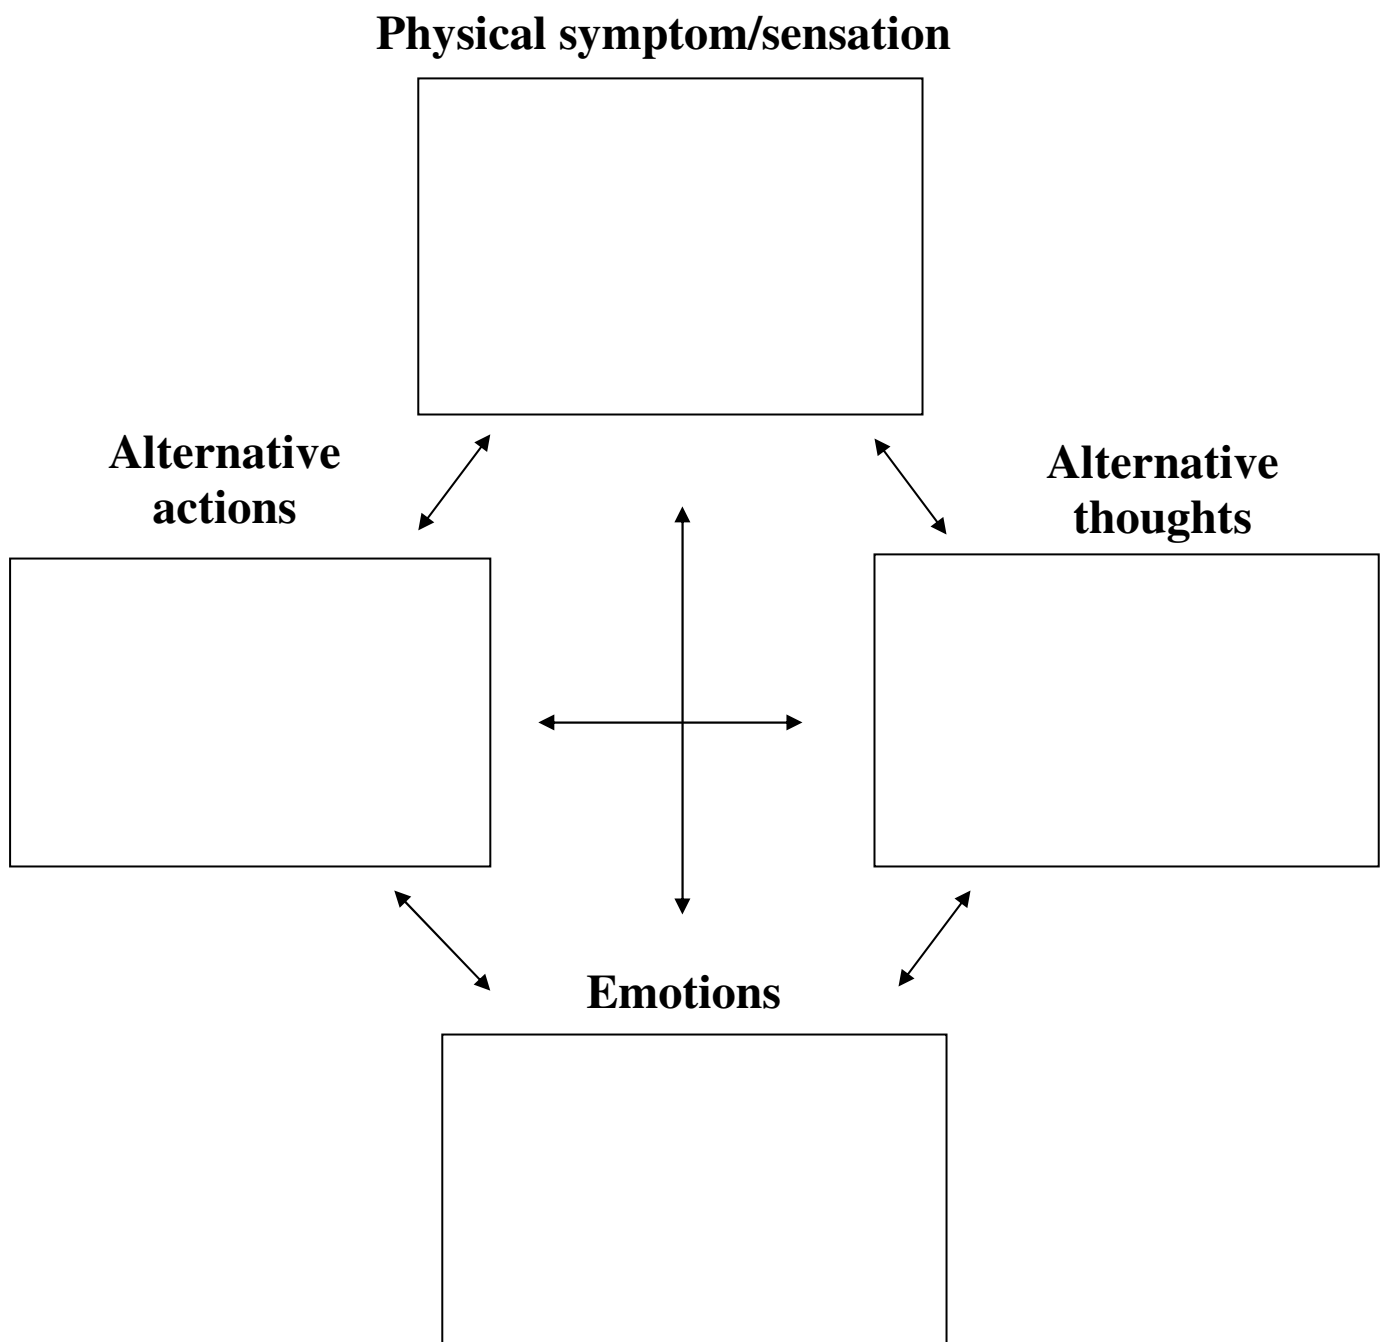 Physical symptom/sensation
Alternative
actions
Alternative
thoughts
Emotions